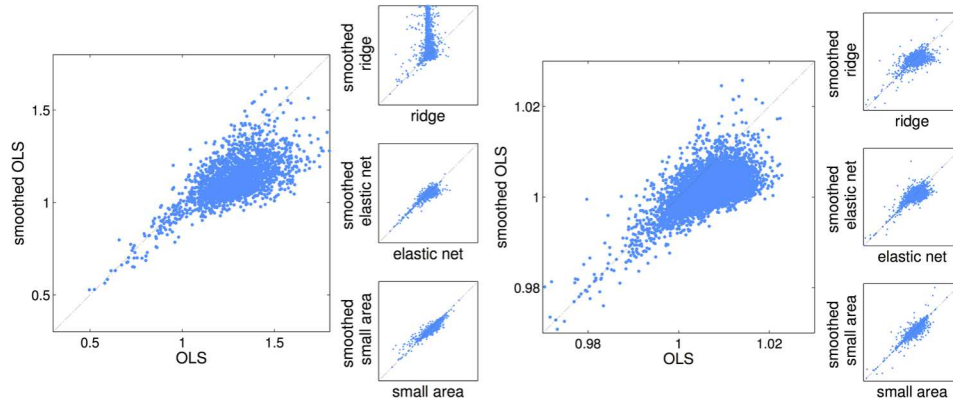 smoothed OLS
1.5
1
0.5
0.5
1
1.5
OLS
smoothed
ridge
ridge
smoothed
elastic net
elastic net
smoothed
small area
small area
smoothed OLS
1.02
1
0.98
0.98
1
1.02
OLS
smoothed
ridge
ridge
smoothed
elastic net
elastic net
smoothed
small area
small area